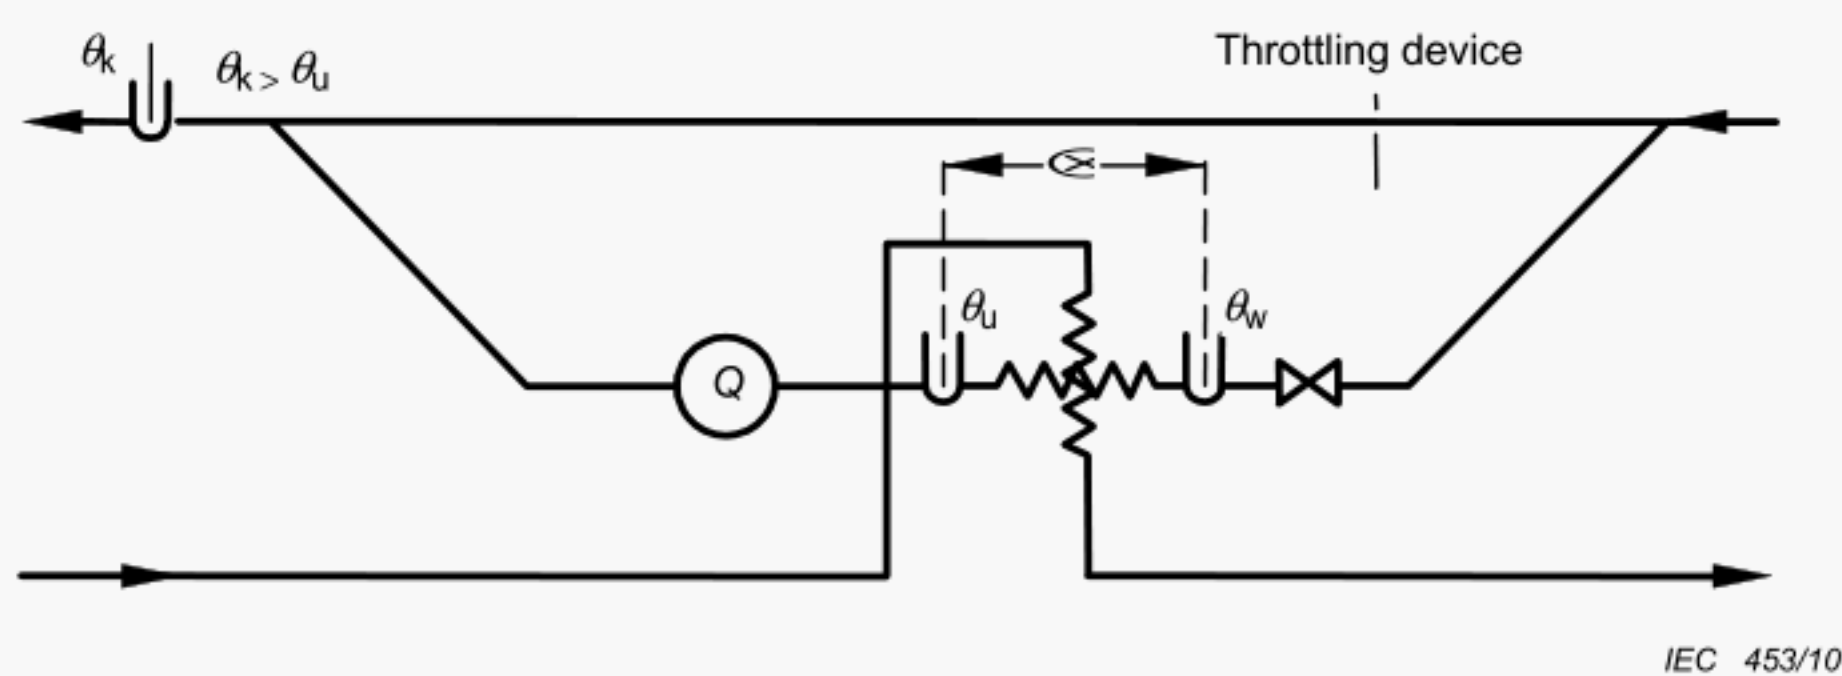 Throttling device
θk
θk > θu
θu
θw
Q
IEC 453/10